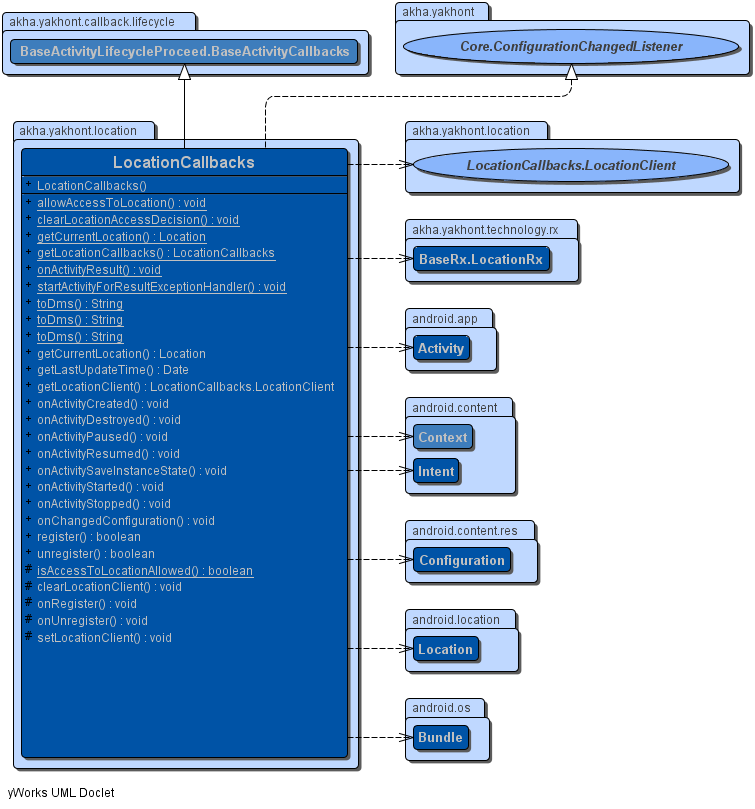 akha.yakhont.callback.lifecycle
BaseActivityLifecycleProceed.BaseActivityCallbacks
akha.yakhont
Core.ConfigurationChangedListener
akha.yakhont.location
LocationCallbacks
+ LocationCallbacks()
+ allowAccessToLocation() : void
+ clearLocationAccessDecision() : void
+ getCurrentLocation() : Location
+ getLocationCallbacks() : LocationCallbacks
+ onActivityResult() : void
+ startActivityForResultExceptionHandler() : void
+ toDms() : String
+ toDms() : String
+ toDms() : String
+ getCurrentLocation() : Location
+ getLastUpdateTime() : Date
+ getLocationClient() : LocationCallbacks.LocationClient
+ onActivityCreated() : void
+ onActivityDestroyed() : void
+ onActivityPaused() : void
+ onActivityResumed() : void
+ onActivitySaveInstanceState() : void
+ onActivityStarted() : void
+ onActivityStopped() : void
+ onChangedConfiguration() : void
+ register() : boolean
+ unregister() : boolean
# isAccessToLocationAllowed() : boolean
# clearLocationClient() : void
# onRegister() : void
# onUnregister() : void
# setLocationClient() : void
akha.yakhont.location
LocationCallbacks.LocationClient
akha.yakhont.technology.rx
BaseRx.LocationRx
android.app
Activity
android.content
Context
Intent
android.content.res
Configuration
android.location
Location
android.os
Bundle
yWorks UML Doclet